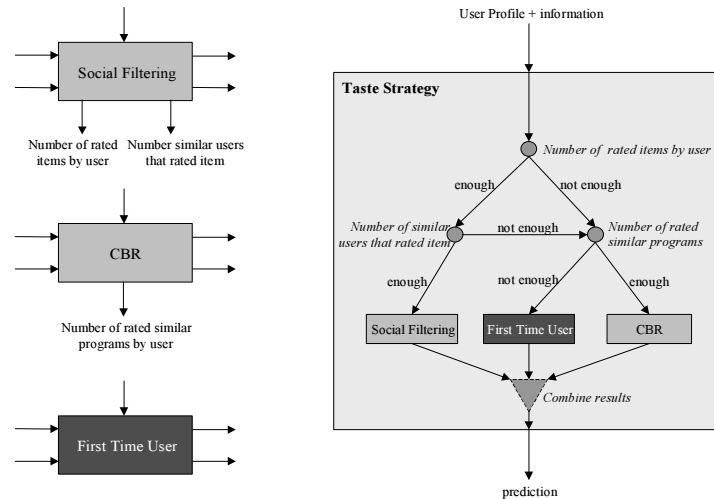 Social Filtering
Number of rated
items by user
Number similar users
that rated item
CBR
Number of rated similar
programs by user
First Time User
User Profile + information
Taste Strategy
Number of rated items by user
enough
not enough
Number of similar
users that rated item
not enough
Number of rated
similar programs
enough
not enough
enough
Social Filtering
First Time User
CBR
Combine results
prediction